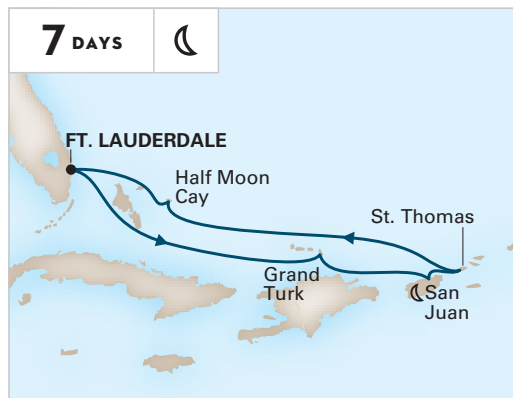 7 DAYS
FT. LAUDERDALE
Half Moon
Cay
St. Thomas
Grand
Turk
San
Juan